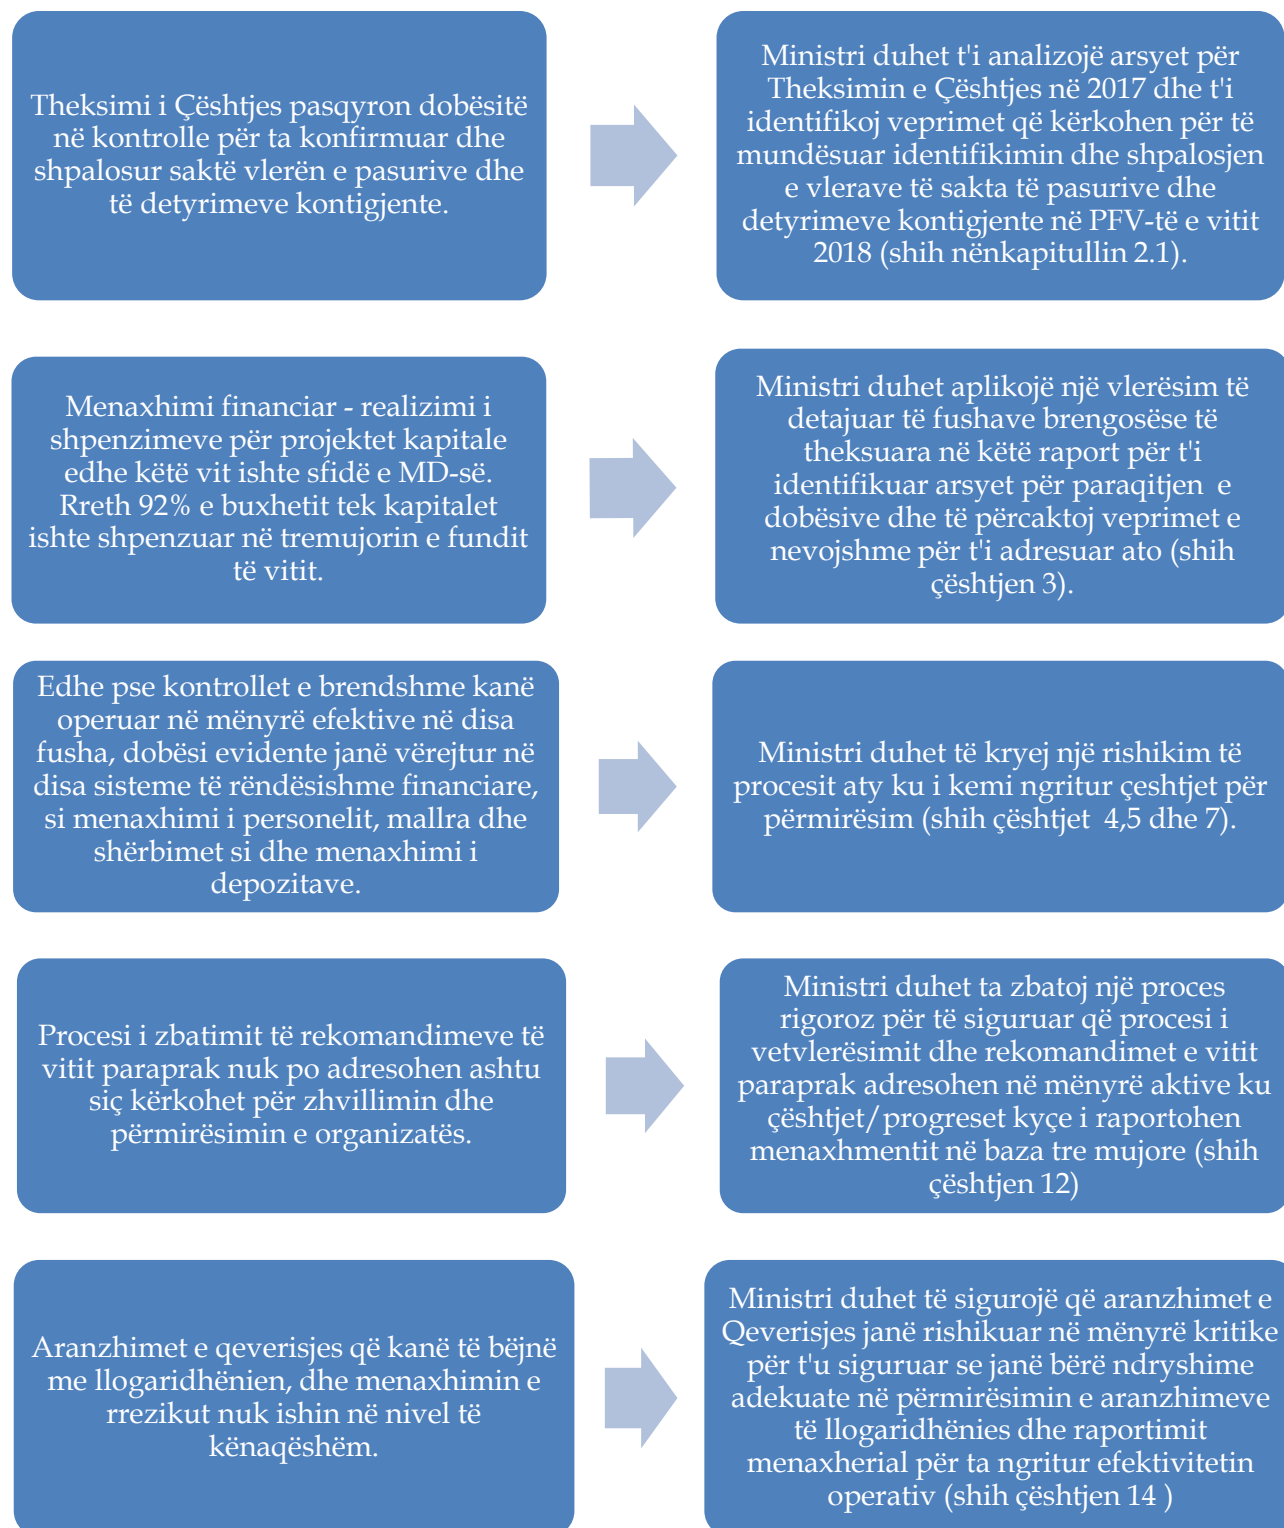 Theksimi i Çështjes pasqyron dobësitë
në kontrolle për ta konfirmuar dhe
shpalosur saktë vlerën e pasurive dhe
të detyrimeve kontigjente.
Ministri duhet t'i analizojë arsyet për
Theksimin e Çështjes në 2017 dhe t'i
identifikoj veprimet që kërkohen për të
mundësuar identifikimin dhe shpalosjen
e vlerave të sakta të pasurive dhe
detyrimeve kontigjente në PFV-të e vitit
2018 (shih nënkapitullin 2.1).
Menaxhimi financiar - realizimi i
shpenzimeve për projektet kapitale
edhe këtë vit ishte sfidë e MD-së.
Rreth 92% e buxhetit tek kapitalet
ishte shpenzuar në tremujorin e fundit
të vitit.
Ministri duhet aplikojë një vlerësim të
detajuar të fushave brengosëse të
theksuara në këtë raport për t'i
identifikuar arsyet për paraqitjen e
dobësive dhe të përcaktoj veprimet e
nevojshme për t'i adresuar ato (shih
çështjen 3).
Edhe pse kontrollet e brendshme kanë
operuar në mënyrë efektive në disa
fusha, dobësi evidente janë vërejtur në
disa sisteme të rëndësishme financiare,
si menaxhimi i personelit, mallra dhe
shërbimet si dhe menaxhimi i
depozitave.
Ministri duhet të kryej një rishikim të
procesit aty ku i kemi ngritur çeshtjet për
përmirësim (shih çështjet 4,5 dhe 7).
Procesi i zbatimit të rekomandimeve të
vitit paraprak nuk po adresohen ashtu
siç kërkohet për zhvillimin dhe
përmirësimin e organizatës.
Ministri duhet ta zbatoj një proces
rigoroz për të siguruar që procesi i
vetvlerësimit dhe rekomandimet e vitit
paraprak adresohen në mënyrë aktive ku
çështjet/progreset kyçe i raportohen
menaxhmentit në baza tre mujore (shih
çështjen 12)
Aranzhimet e qeverisjes që kanë të bëjnë
me llogaridhënien, dhe menaxhimin e
rrezikut nuk ishin në nivel të
kënaqëshëm.
Ministri duhet të sigurojë që aranzhimet e
Qeverisjes janë rishikuar në mënyrë kritike
për t'u siguruar se janë bërë ndryshime
adekuate në përmirësimin e aranzhimeve
të llogaridhënies dhe raportimit
menaxherial për ta ngritur efektivitetin
operativ (shih çështjen 14 )